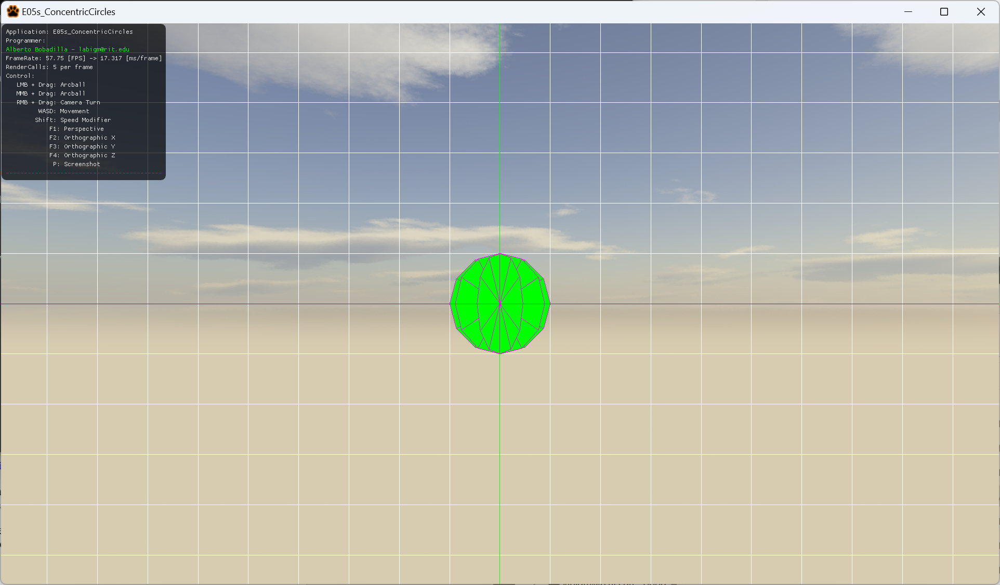 E05s_ConcentricCircles
Application: E05s_ConcentricCircles
Programmer:
Alberto Bobadilla - labigm@rit.edu
FrameRate: 57.75 [FPS] -> 17.317 [ms/frame]
RenderCalls: 5 per frame
Control:
LMB + Drag: Arcball
MMB + Drag: Arcball
RMB + Drag: Camera Turn
WASD: Movement
Shift: Speed Modifier
F1: Perspective
F2: Orthographic X
F3: Orthographic Y
F4: Orthographic Z
P: Screenshot